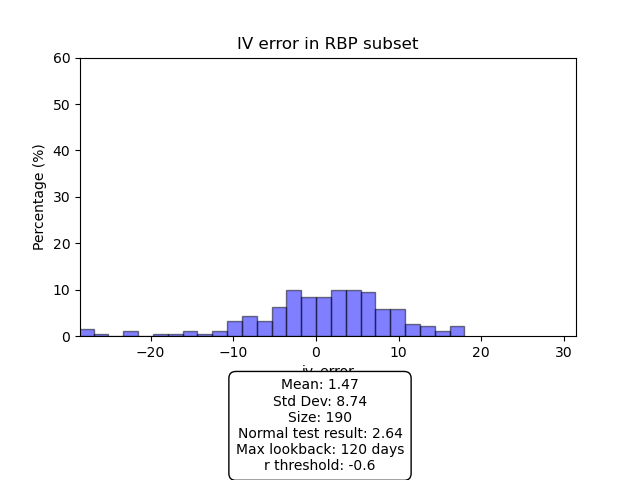 IV error in RBP subset
Percentage (%)
60
50
40
30
20
10
0
−20
−10
0
10
20
30
iv_error
Mean: 1.47
Std Dev: 8.74
Size: 190
Normal test result: 2.64
Max lookback: 120 days
r threshold: -0.6